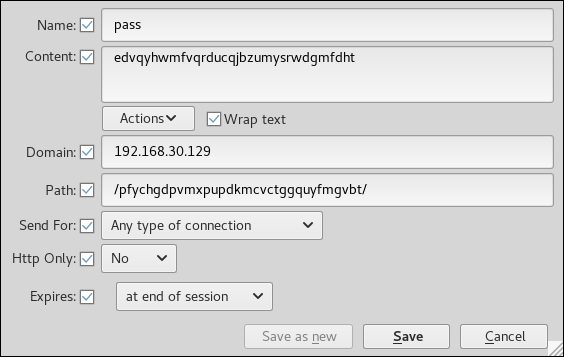 Name: pass
Content: edvqyhwmfvqrducqjbzumysrwdgmfdht
Actions Wrap text
Domain: 192.168.30.129
Path: /pfychgdpvmxpupdkmcvctggquyfmgvbt/
Send For: Any type of connection
Http Only: No
Expires: at end of session
Save as new Save Cancel